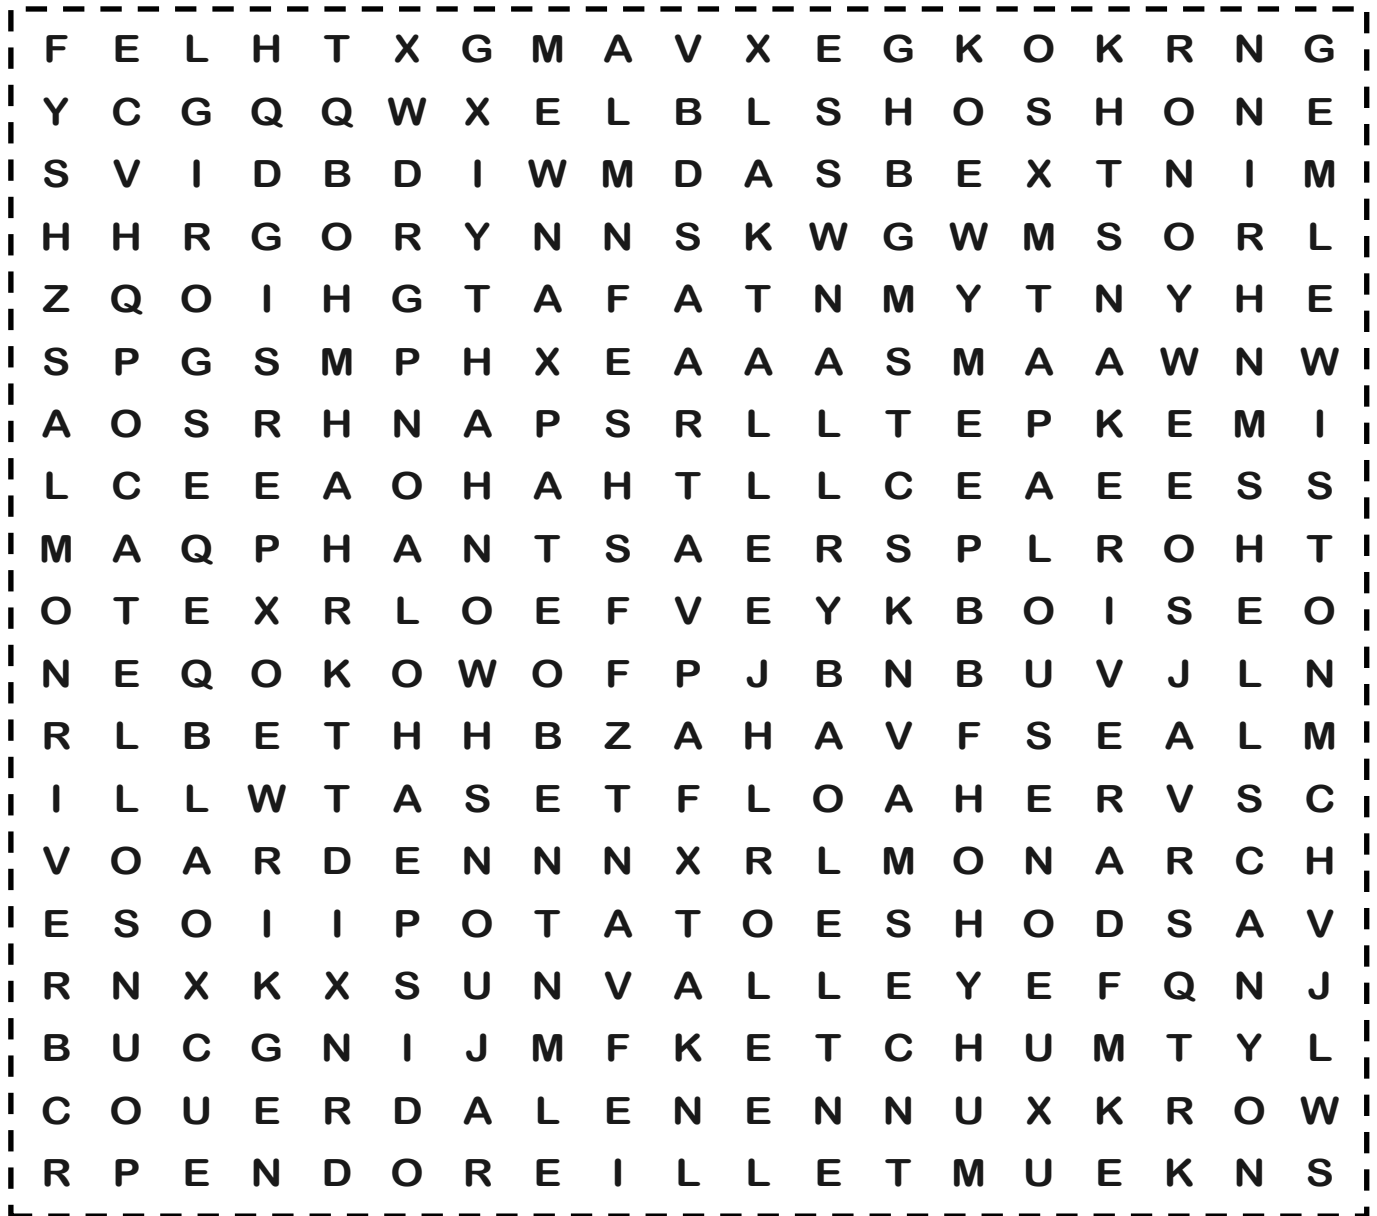 F E L H T X G M A V X E G K O K R N G
Y C G Q Q W X E L B L S H O S H O N E
S V I D B D I W M D A S B E X T N I M
H H R G O R Y N N S K W G W M S O R L
Z Q O I H G T A F A T N M Y T N Y H E
S P G S M P H X E A A A S M A A W N W
A O S R H N A P S R L L T E P K E M I
L C E E A O H A H T L L C E A E E S S
M A Q P H A N T S A E R S P L R O H T
O T E X R L O E F V E Y K B O I S E O
N E Q O K O W O F P J B N B U V J L N
R L B E T H H B Z A H A V F S E A L M
I L L W T A S E T F L O A H E R V S C
V O A R D E N N N X R L M O N A R C H
E S O I I P O T A T O E S H O D S A V
R N X K X S U N V A L L E Y E F Q N J
B U C G N I J M F K E T C H U M T Y L
C O U E R D A L E N E N N U X K R O W
R P E N D O R E I L L E T M U E K N S